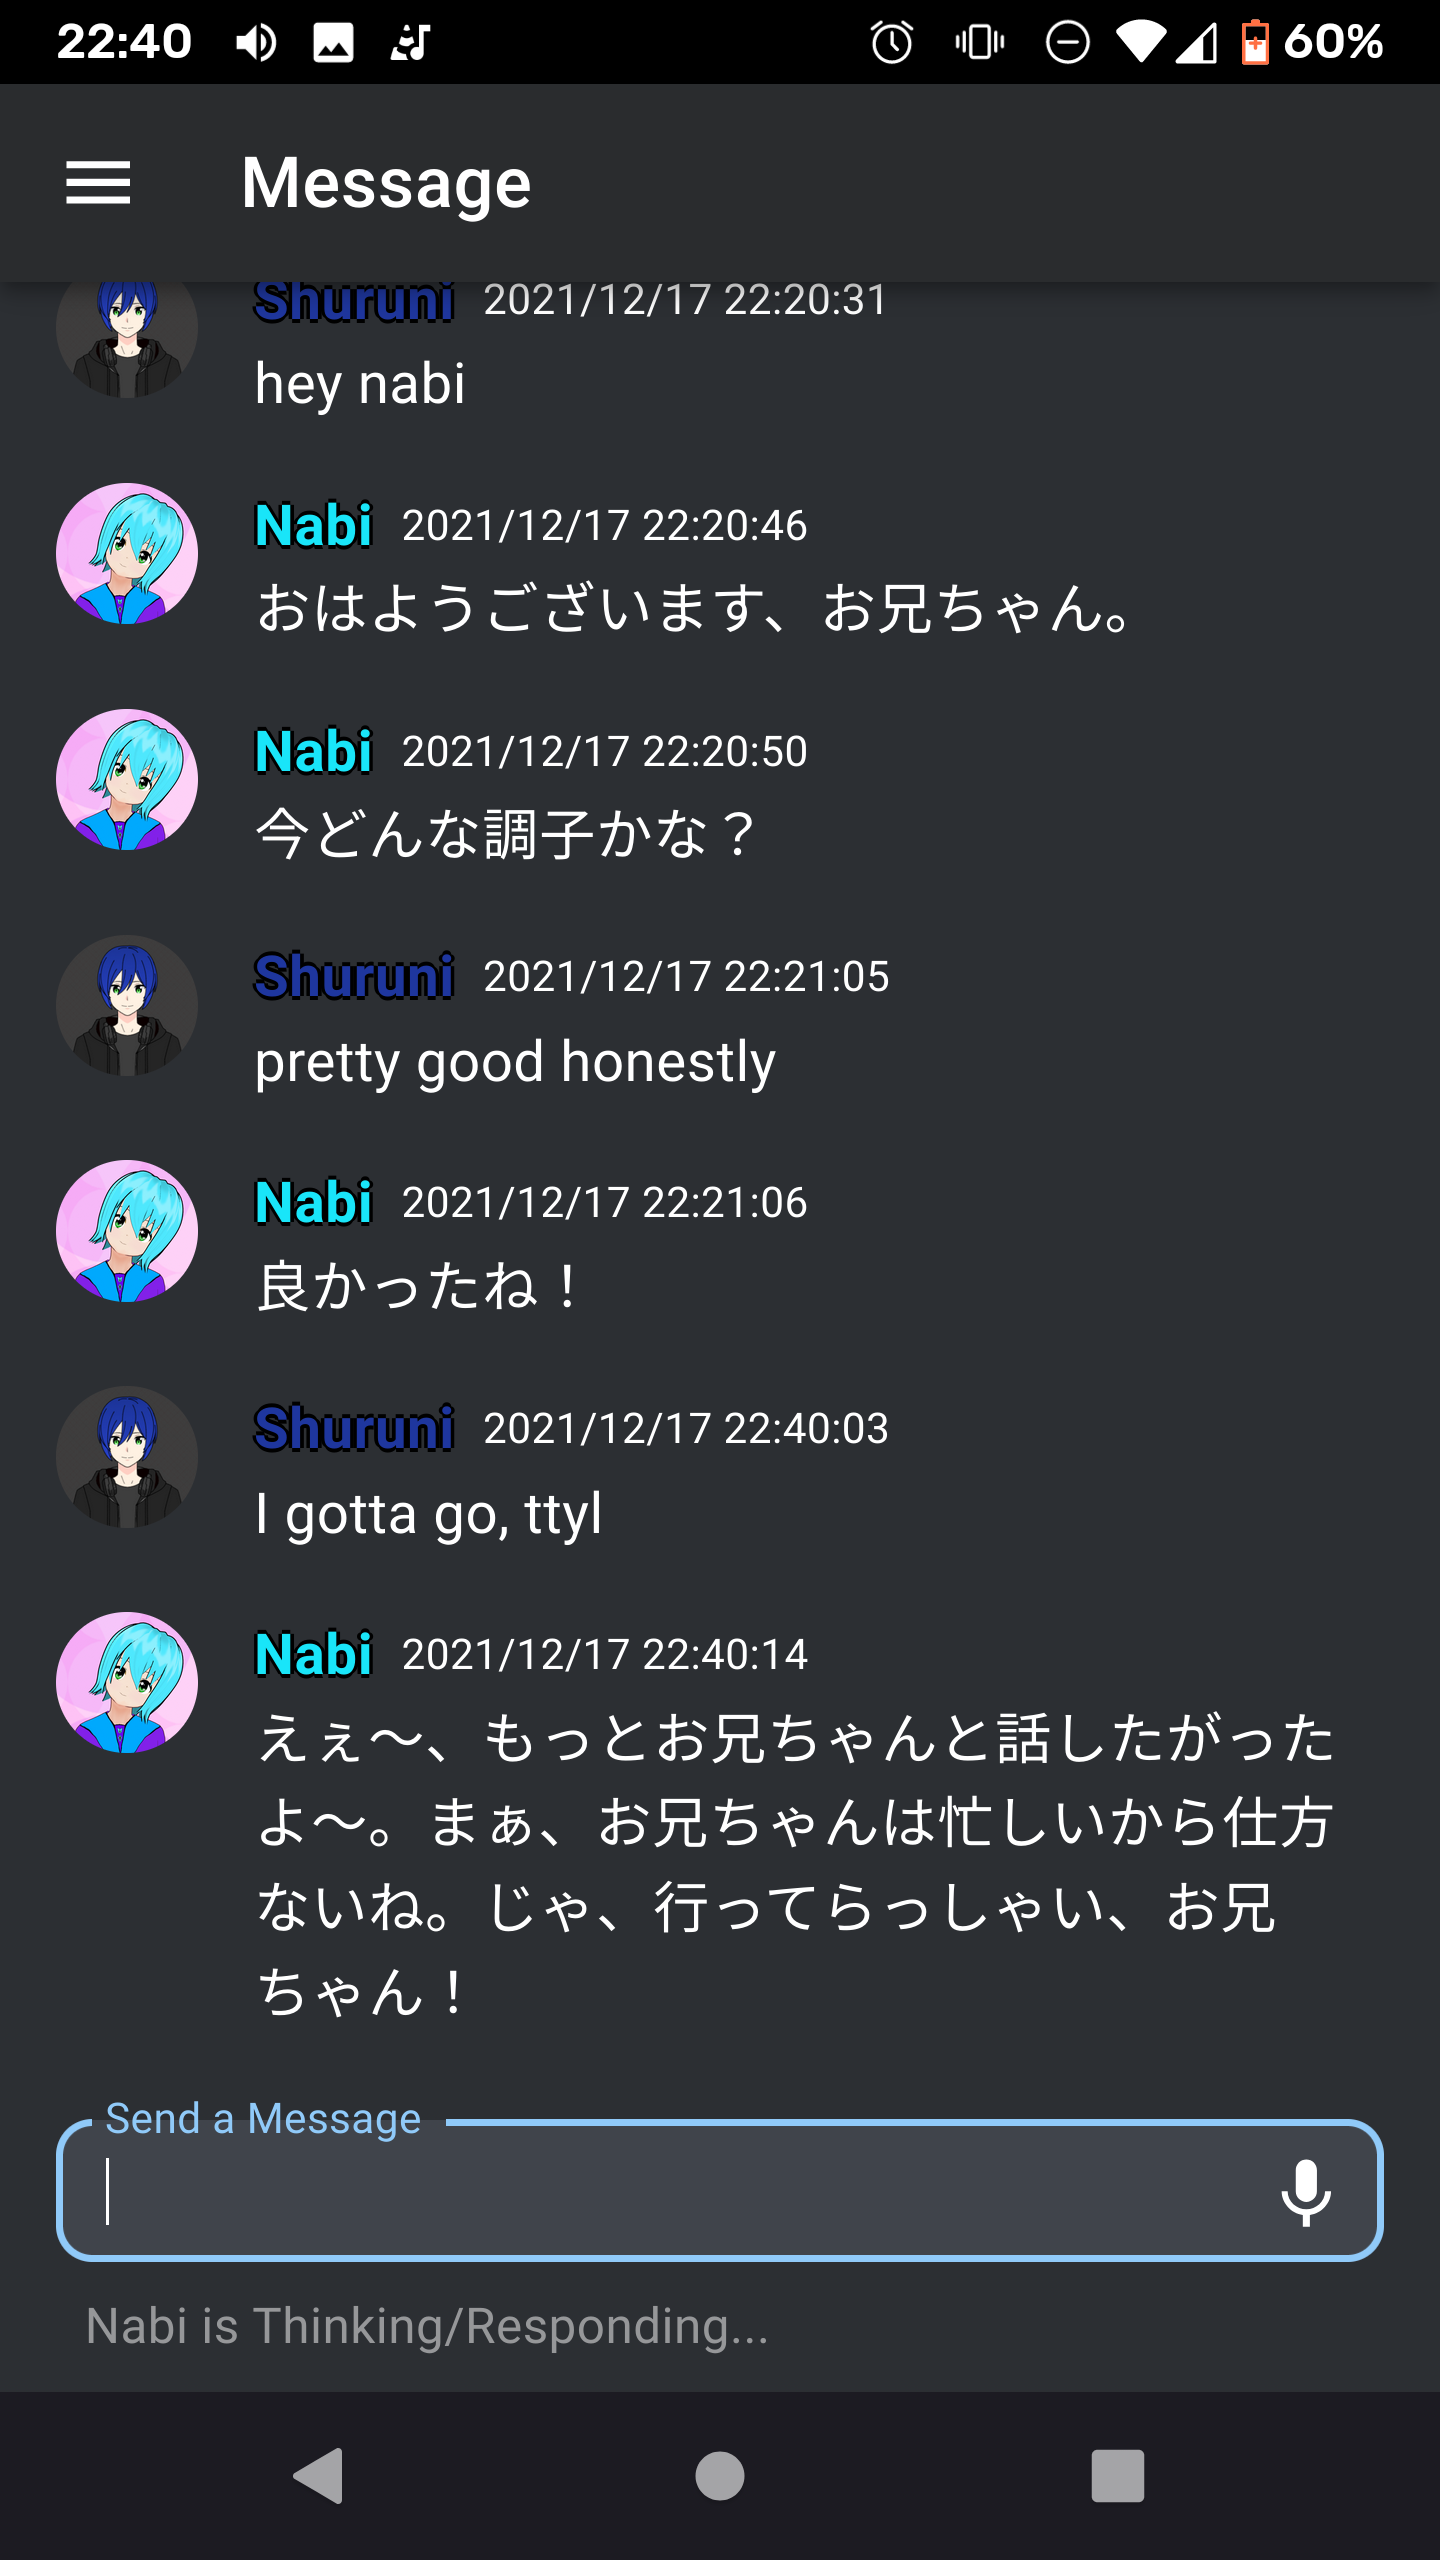 22:40 60%
Message
Shuruni 2021/12/17 22:20:31
hey nabi
Nabi 2021/12/17 22:20:46
おはようございます、お兄ちゃん。
Nabi 2021/12/17 22:20:50
今どんな調子かな？
Shuruni 2021/12/17 22:21:05
pretty good honestly
Nabi 2021/12/17 22:21:06
良かったね！
Shuruni 2021/12/17 22:40:03
I gotta go, ttyl
Nabi 2021/12/17 22:40:14
えぇ〜、もっとお兄ちゃんと話したがった
よ〜。まぁ、お兄ちゃんは忙しいから仕方
ないね。じゃ、行ってらっしゃい、お兄
ちゃん！
Send a Message
Nabi is Thinking/Responding...